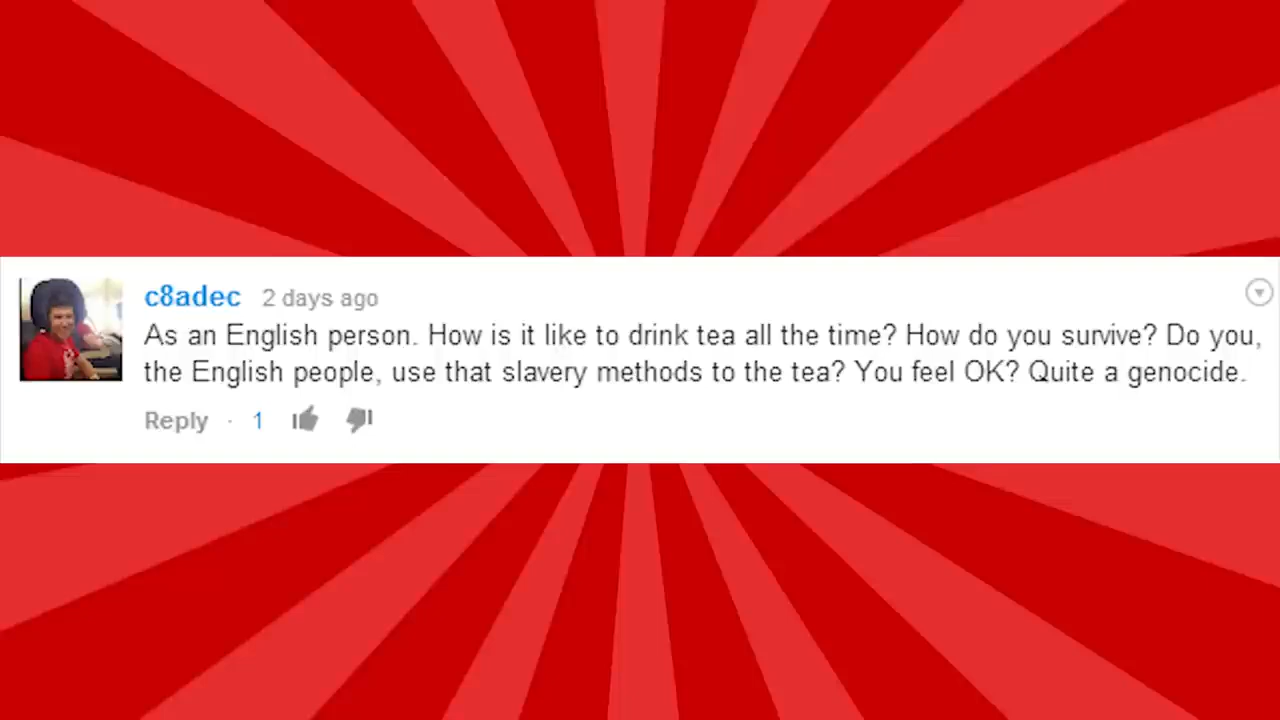 c8adec 2 days ago
As an English person. How is it like to drink tea all the time? How do you survive? Do you,
the English people, use that slavery methods to the tea? You feel OK? Quite a genocide.
Reply · 1